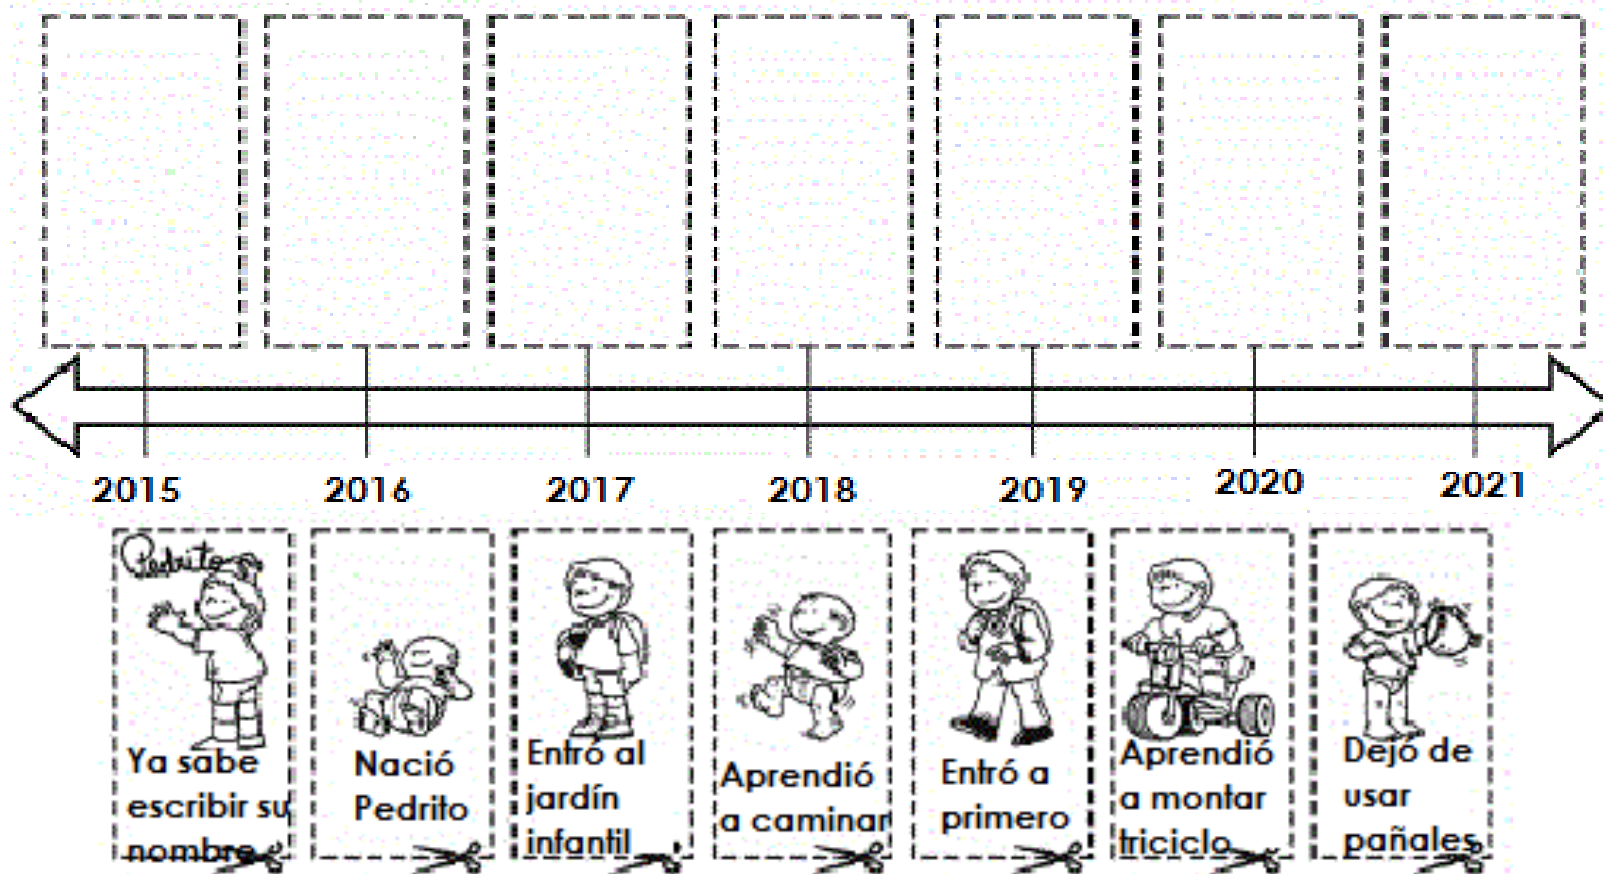 2015 2016 2017 2018 2019 2020 2021
Pedrito
Ya sabe
escribir su
nombre
Nació
Pedrito
Entró al
jardín
infantil
Aprendió
a caminar
Entró a
primero
Aprendió
a montar
triciclo
Dejó de
usar
pañales